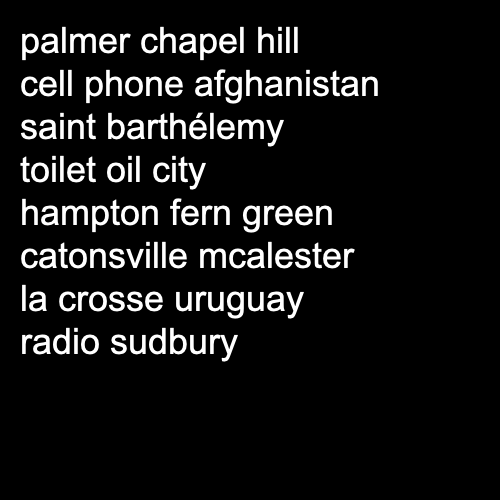 palmer chapel hill
cell phone afghanistan
saint barthélemy
toilet oil city
hampton fern green
catonsville mcalester
la crosse uruguay
radio sudbury